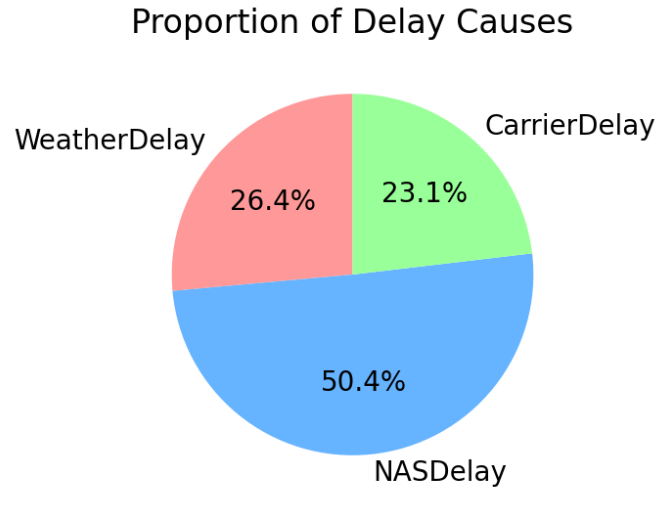 Proportion of Delay Causes
WeatherDelay
CarrierDelay
26.4%
23.1%
50.4%
NASDelay